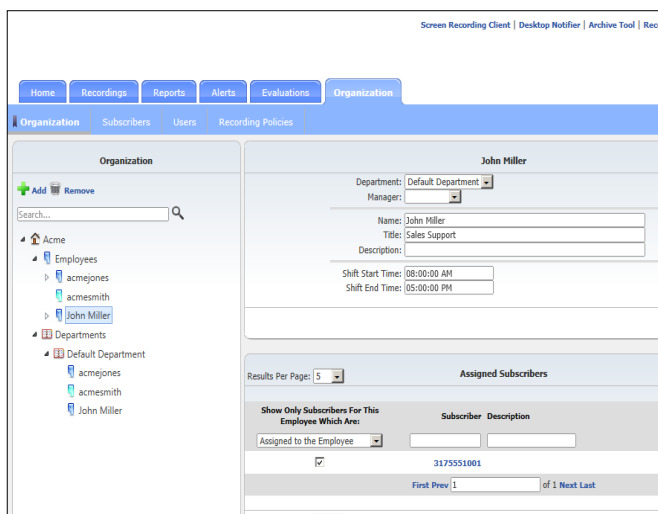 Screen Recording Client | Desktop Notifier | Archive Tool | Rec
Home Recordings Reports Alerts Evaluations Organization
Organization Subscribers Users Recording Policies
Organization
Add Remove
Search...
Acme
Employees
acmejones
acmesmith
John Miller
Departments
Default Department
acmejones
acmesmith
John Miller
John Miller
Department: Default Department
Manager:
Name: John Miller
Title: Sales Support
Description:
Shift Start Time: 08:00:00 AM
Shift End Time: 05:00:00 PM
Results Per Page: 5 Assigned Subscribers
Show Only Subscribers For This
Employee Which Are:
Subscriber Description
Assigned to the Employee
3175551001
First Prev 1 of 1 Next Last